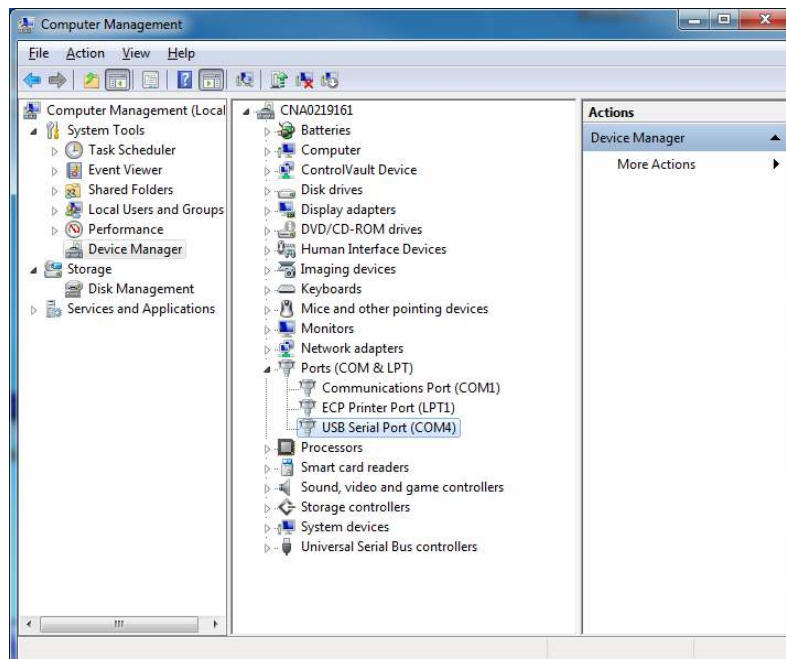 Computer Management
File Action View Help
Computer Management (Local
System Tools
Task Scheduler
Event Viewer
Shared Folders
Local Users and Groups
Performance
Device Manager
Storage
Disk Management
Services and Applications
CNA0219161
Batteries
Computer
ControlVault Device
Disk drives
Display adapters
DVD/CD-ROM drives
Human Interface Devices
Imaging devices
Keyboards
Mice and other pointing devices
Monitors
Network adapters
Ports (COM & LPT)
Communications Port (COM1)
ECP Printer Port (LPT1)
USB Serial Port (COM4)
Processors
Smart card readers
Sound, video and game controllers
Storage controllers
System devices
Universal Serial Bus controllers
Actions
Device Manager
More Actions